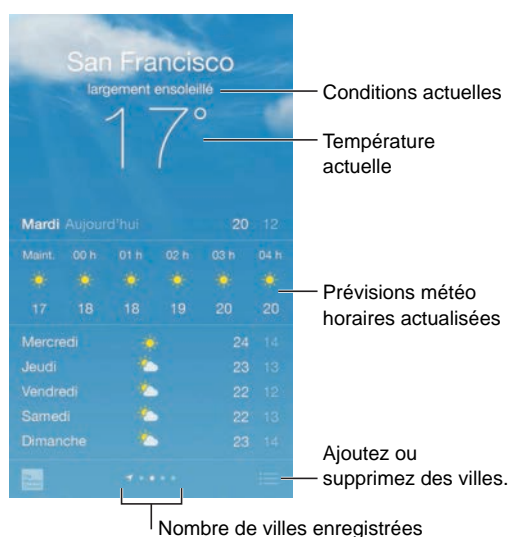 San Francisco
largement ensoleillé
17°
Conditions actuelles
Température
actuelle
Mardi Aujourd'hui 20 12
Maint. 00 h 01 h 02 h 03 h 04 h
17 18 18 19 20 20
Prévisions météo
horaires actualisées
Mercredi 24 14
Jeudi 23 13
Vendredi 22 12
Samedi 22 13
Dimanche 23 14
Ajoutez ou
supprimez des villes.
Nombre de villes enregistrées